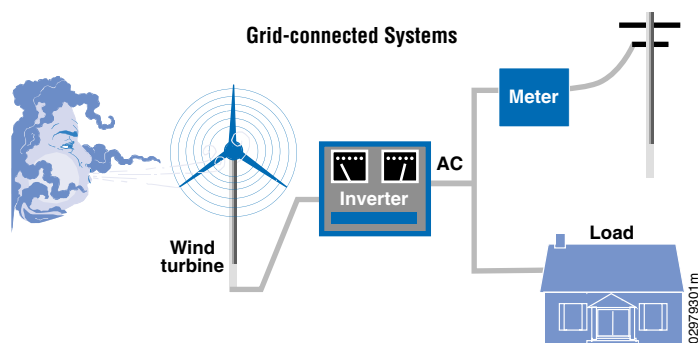 Grid-connected Systems
Meter
AC
Inverter
Wind
turbine
Load
02979301m